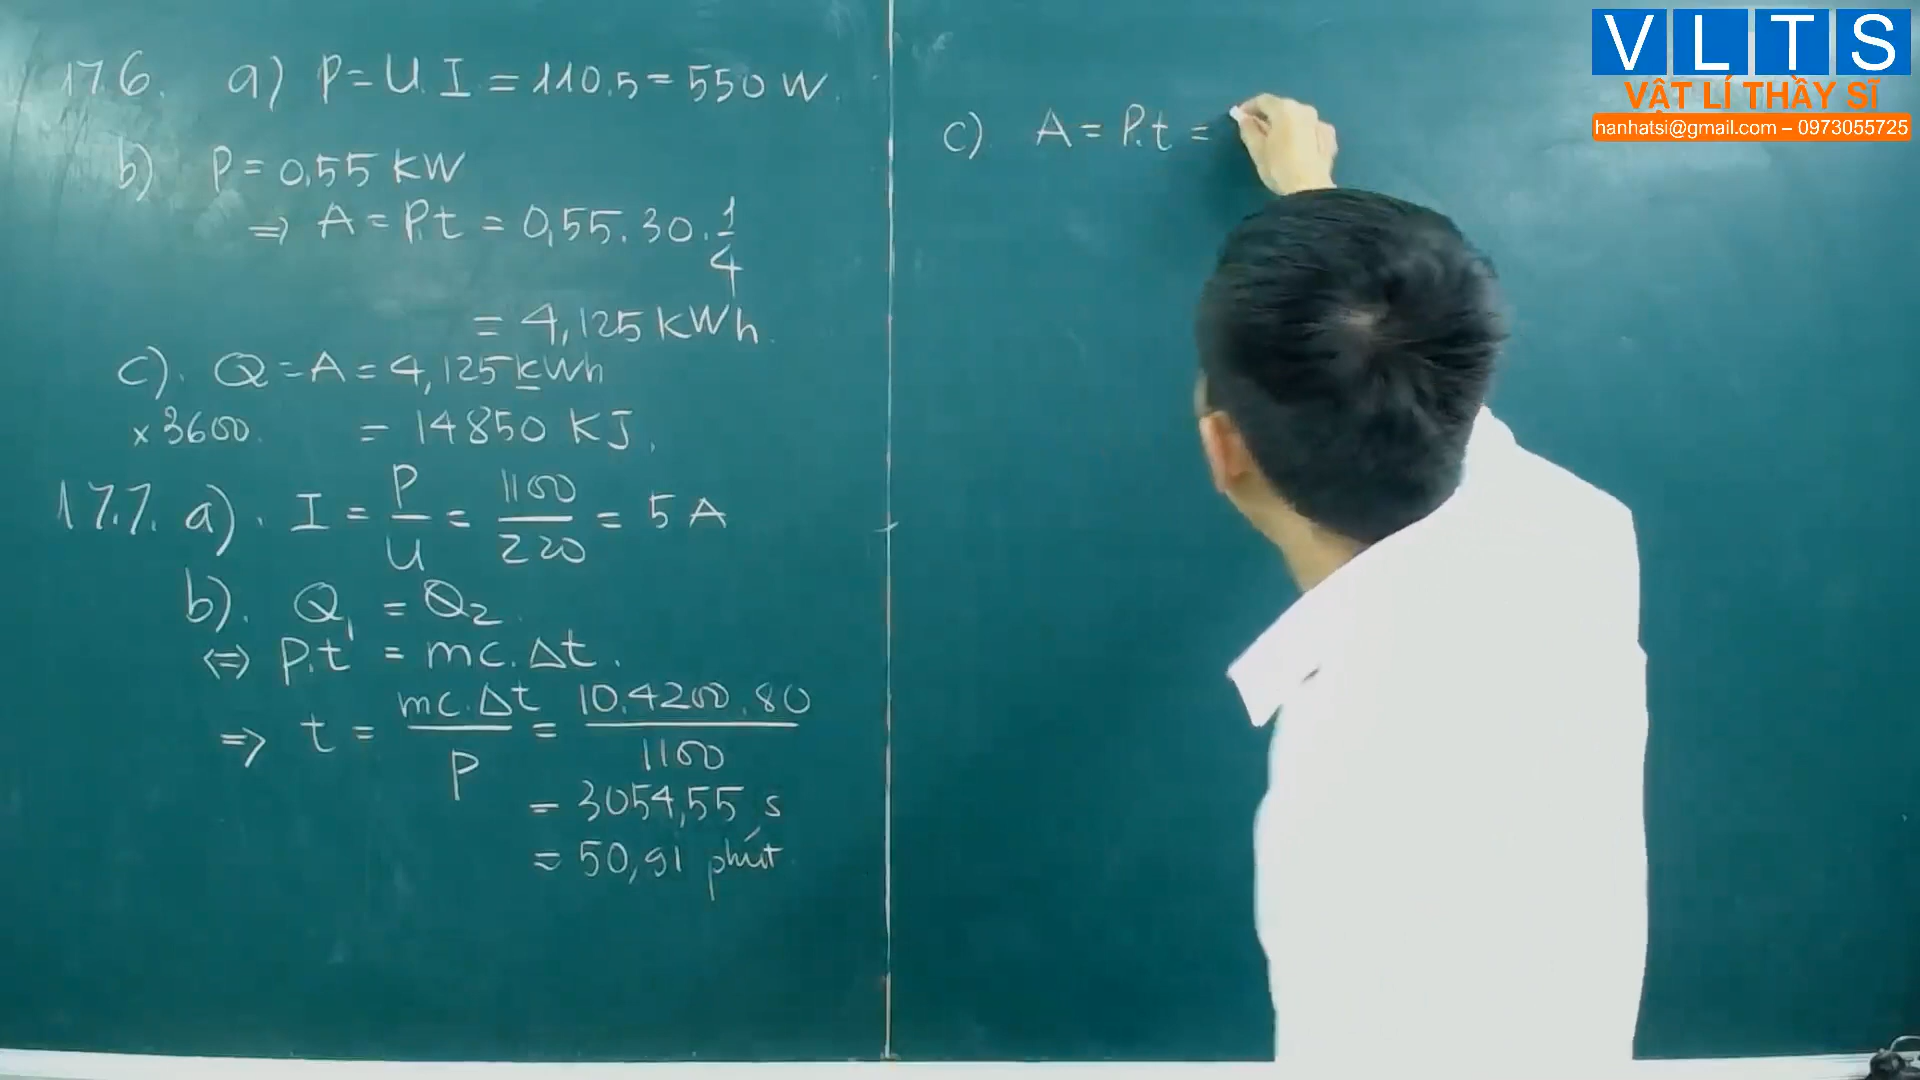 17.6. a) P = U.I = 110.5 = 550 W.
b) P = 0,55 KW
⇒ A = P.t = 0,55.30.1/4
= 4,125 KWh.
c). Q = A = 4,125 kWh
x 3600. = 14850 KJ.
17.7. a). I = P/U = 1100/220 = 5 A
b). Q1 = Q2.
⇔ P.t = mc.Δt.
⇒ t = mc.Δt/P = 10.4200.80/1100
= 3054,55 s
= 50,91 phút
c) A = P.t =
VLTS
VẬT LÍ THẦY SĨ
hanhatsi@gmail.com – 0973055725